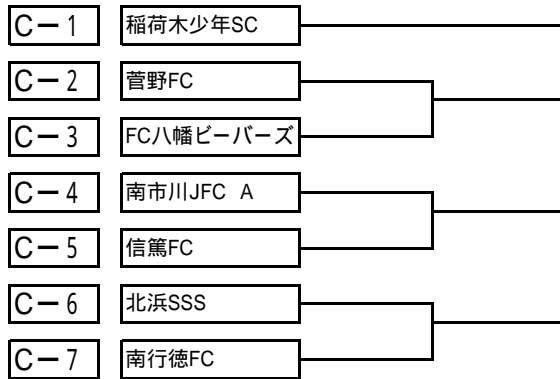 C－1 稲荷木少年SC
C－2 菅野FC
C－3 FC八幡ビーバーズ
C－4 南市川JFC A
C－5 信篤FC
C－6 北浜SSS
C－7 南行徳FC